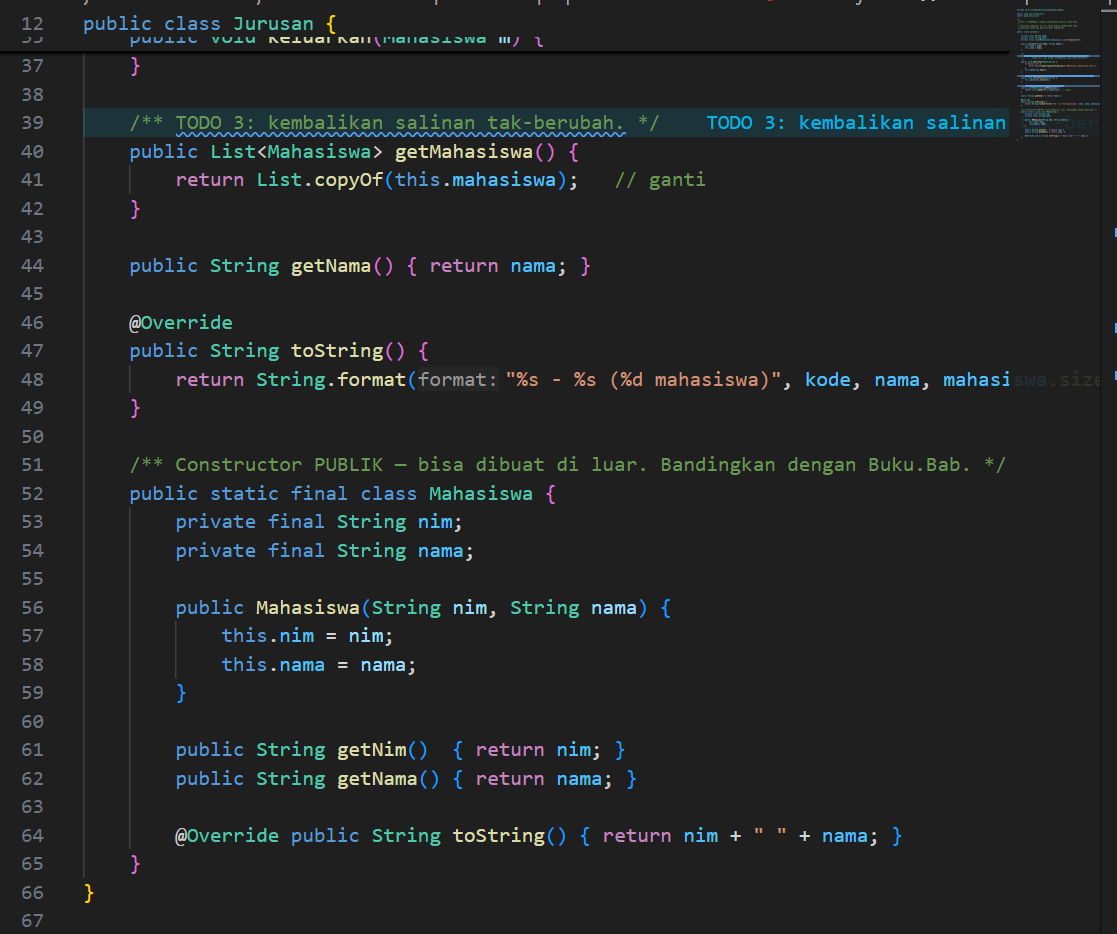 12 public class Jurusan {
public void keluarkan(Mahasiswa m) {
37 }
38
39 /** TODO 3: kembalikan salinan tak-berubah. */ TODO 3: kembalikan salinan
40 public List<Mahasiswa> getMahasiswa() {
41 return List.copyOf(this.mahasiswa); // ganti
42 }
43
44 public String getNama() { return nama; }
45
46 @Override
47 public String toString() {
48 return String.format(format: "%s - %s (%d mahasiswa)", kode, nama, mahasiswa.size
49 }
50
51 /** Constructor PUBLIK — bisa dibuat di luar. Bandingkan dengan Buku.Bab. */
52 public static final class Mahasiswa {
53 private final String nim;
54 private final String nama;
55
56 public Mahasiswa(String nim, String nama) {
57 this.nim = nim;
58 this.nama = nama;
59 }
60
61 public String getNim() { return nim; }
62 public String getNama() { return nama; }
63
64 @Override public String toString() { return nim + " " + nama; }
65 }
66 }
67